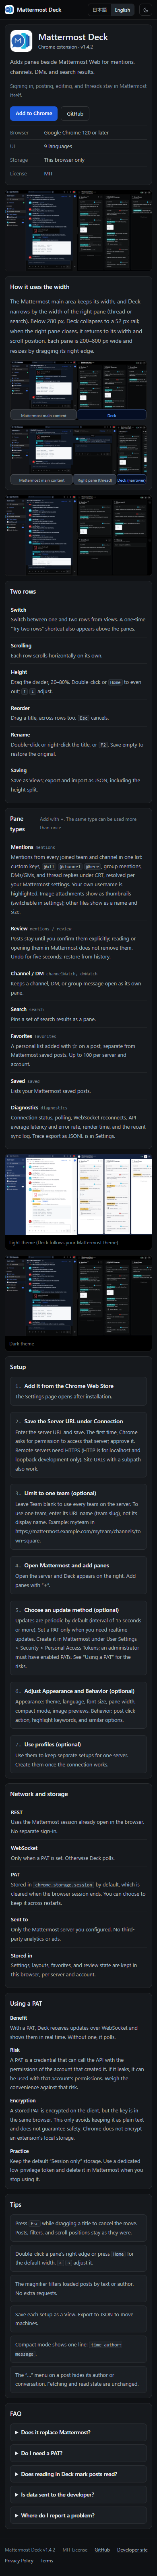 Mattermost Deck
日本語 English
Mattermost Deck
Chrome extension · v1.4.2
Adds panes beside Mattermost Web for mentions,
channels, DMs, and search results.
Signing in, posting, editing, and threads stay in Mattermost
itself.
Add to Chrome
GitHub
Browser Google Chrome 120 or later
UI 9 languages
Storage This browser only
License MIT
How it uses the width
The Mattermost main area keeps its width, and Deck
narrows by the width of the right pane (thread or
search). Below 280 px, Deck collapses to a 52 px rail
when the right pane closes, it returns to its width and
scroll position. Each pane is 200–800 px wide and
resizes by dragging its right edge.
Mattermost main content
Deck
Mattermost main content
Right pane (thread)
Deck (narrower)
Two rows
Switch
Switch between one and two rows from Views. A one-time
"Try two rows" shortcut also appears above the panes.
Scrolling
Each row scrolls horizontally on its own.
Height
Drag the divider, 20–80%. Double-click or Home to even
out; ↑ ↓ adjust.
Reorder
Drag a title, across rows too. Esc cancels.
Rename
Double-click or right-click the title, or F2. Save empty to
restore the original.
Saving
Save as Views; export and import as JSON, including the
height split.
Pane types
Add with +. The same type can be used more
than once
Mentions mentions
Mentions from every joined team and channel in one list:
custom keys, @all @channel @here, group mentions,
DMs/GMs, and thread replies under CRT, resolved per
your Mattermost settings. Your own username is
highlighted. Image attachments show as thumbnails
(switchable in settings); other files show as a name and
size.
Review mentions / review
Posts stay until you confirm them explicitly; reading or
opening in Mattermost does not remove them.
Undo for five seconds; restore from history.
Channel / DM channelwatch, dmwatch
Keeps a channel, DM, or group message open as its own
pane.
Search search
Pins a set of search results as a pane.
Favorites favorites
A personal list added with ☆ on a post, separate from
Mattermost saved posts. Up to 100 per server and
account.
Saved saved
Lists your Mattermost saved posts.
Diagnostics diagnostics
Connection status, polling, WebSocket reconnects, API
average latency and error rate, render time, and recent
sync log. Trace export as JSONL is in Settings.
Light theme (Deck follows your Mattermost theme)
Dark theme
Setup
1. Add it from the Chrome Web Store
The Settings page opens after installation.
2. Save the Server URL under Connection
Enter the server URL and save. The first time, Chrome
asks for permission to access that server; approve it.
Remote servers need HTTPS (HTTP is for localhost and
loopback development only). Site URLs with a subpath
also work.
3. Limit to one team (optional)
Leave Team blank to use every team on the server. To
use one team, enter its URL name (team slug), not its
display name. Example: myteam in
https://mattermost.example.com/myteam/channels/to
wn-square.
4. Open Mattermost and add panes
Open the server and Deck appears on the right. Add
panes with "+".
5. Choose an update method (optional)
Updates are periodic by default (interval of 15 seconds
or more). Set a PAT only when you need realtime
updates. Create it in Mattermost under User Settings
→ Security → Personal Access Tokens; an administrator
must have enabled PATs. See "Using a PAT" for the
risks.
6. Adjust Appearance and Behavior (optional)
Appearance: theme, language, font size, pane width,
compact mode, image previews. Behavior: post click
action, highlight keywords, and similar options.
7. Use profiles (optional)
Use them to keep separate setups for one server.
Create them once the connection works.
Network and storage
REST
Uses the Mattermost session already open in the browser.
No separate sign-in.
WebSocket
Only when a PAT is set. Otherwise Deck polls.
PAT
Stored in chrome.storage.session by default, which is
cleared when the browser session ends. You can choose to
keep it across restarts.
Sent to
Only the Mattermost server you configured. No third-
party analytics or ads.
Stored in
Settings, layouts, favorites, and review state are kept in
this browser, per server and account.
Using a PAT
Benefit
With a PAT, Deck receives updates over WebSocket and
shows them in real time. Without one, it polls.
Risk
A PAT is a credential that can call the API with the
permissions of the account that created it. If it leaks, it can
be used with that account's permissions. Weigh the
convenience against that risk.
Encryption
A stored PAT is encrypted on the client, but the key is in
the same browser. This only avoids keeping it as plain text
and does not guarantee safety. Chrome does not encrypt
an extension's local storage.
Practice
Keep the default "Session only" storage. Use a dedicated
low-privilege token and delete it in Mattermost when you
stop using it.
Tips
Press Esc while dragging a title to cancel the move.
Posts, filters, and scroll positions stay as they were.
Double-click a pane's right edge or press Home for
the default width. ← → adjust it.
The magnifier filters loaded posts by text or author.
No extra requests.
Save each setup as a View. Export to JSON to move
machines.
Compact mode shows one line: time author:
message.
The "…" menu on a post hides its author or
conversation. Fetching and read state are unchanged.
FAQ
▶ Does it replace Mattermost?
▶ Do I need a PAT?
▶ Does reading in Deck mark posts read?
▶ Is data sent to the developer?
▶ Where do I report a problem?
Mattermost Deck v1.4.2 MIT License GitHub Developer site
Privacy Policy Terms